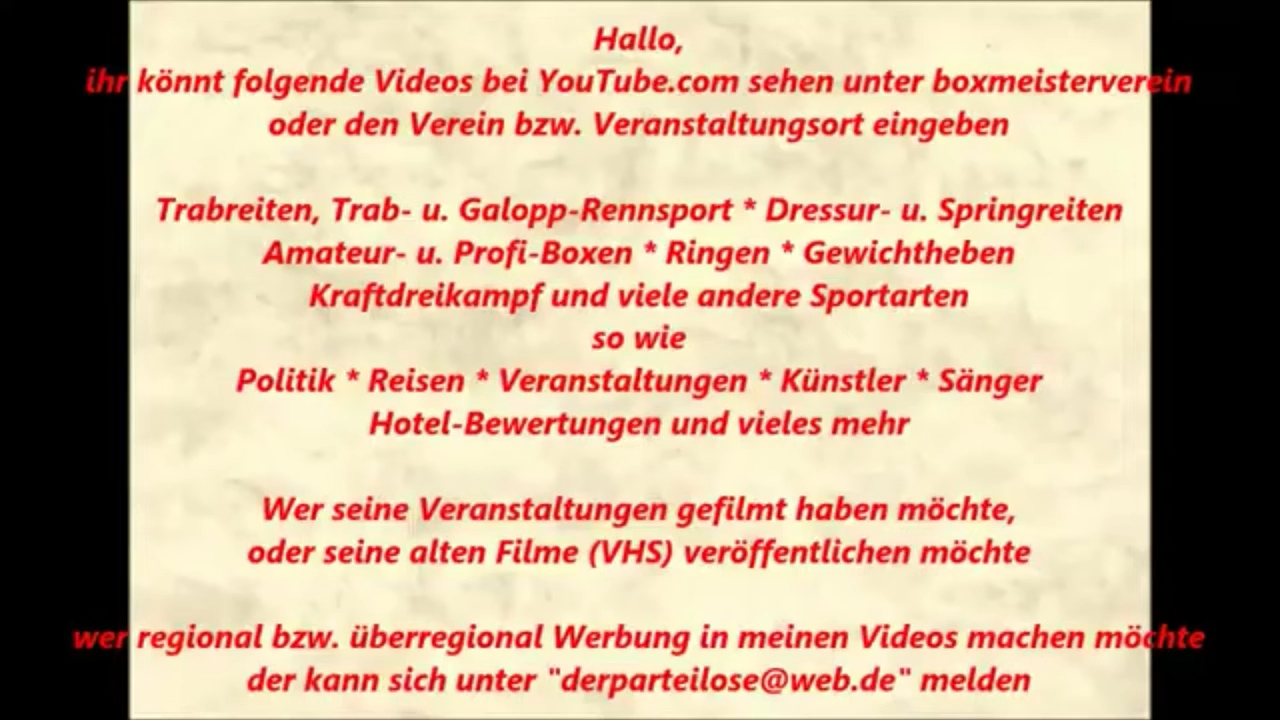 Hallo,
ihr könnt folgende Videos bei YouTube.com sehen unter boxmeisterverein
oder den Verein bzw. Veranstaltungsort eingeben
Trabreiten, Trab- u. Galopp-Rennsport * Dressur- u. Springreiten
Amateur- u. Profi-Boxen * Ringen * Gewichtheben
Kraftdreikampf und viele andere Sportarten
so wie
Politik * Reisen * Veranstaltungen * Künstler * Sänger
Hotel-Bewertungen und vieles mehr
Wer seine Veranstaltungen gefilmt haben möchte,
oder seine alten Filme (VHS) veröffentlichen möchte
wer regional bzw. überregional Werbung in meinen Videos machen möchte
der kann sich unter "derparteilose@web.de" melden